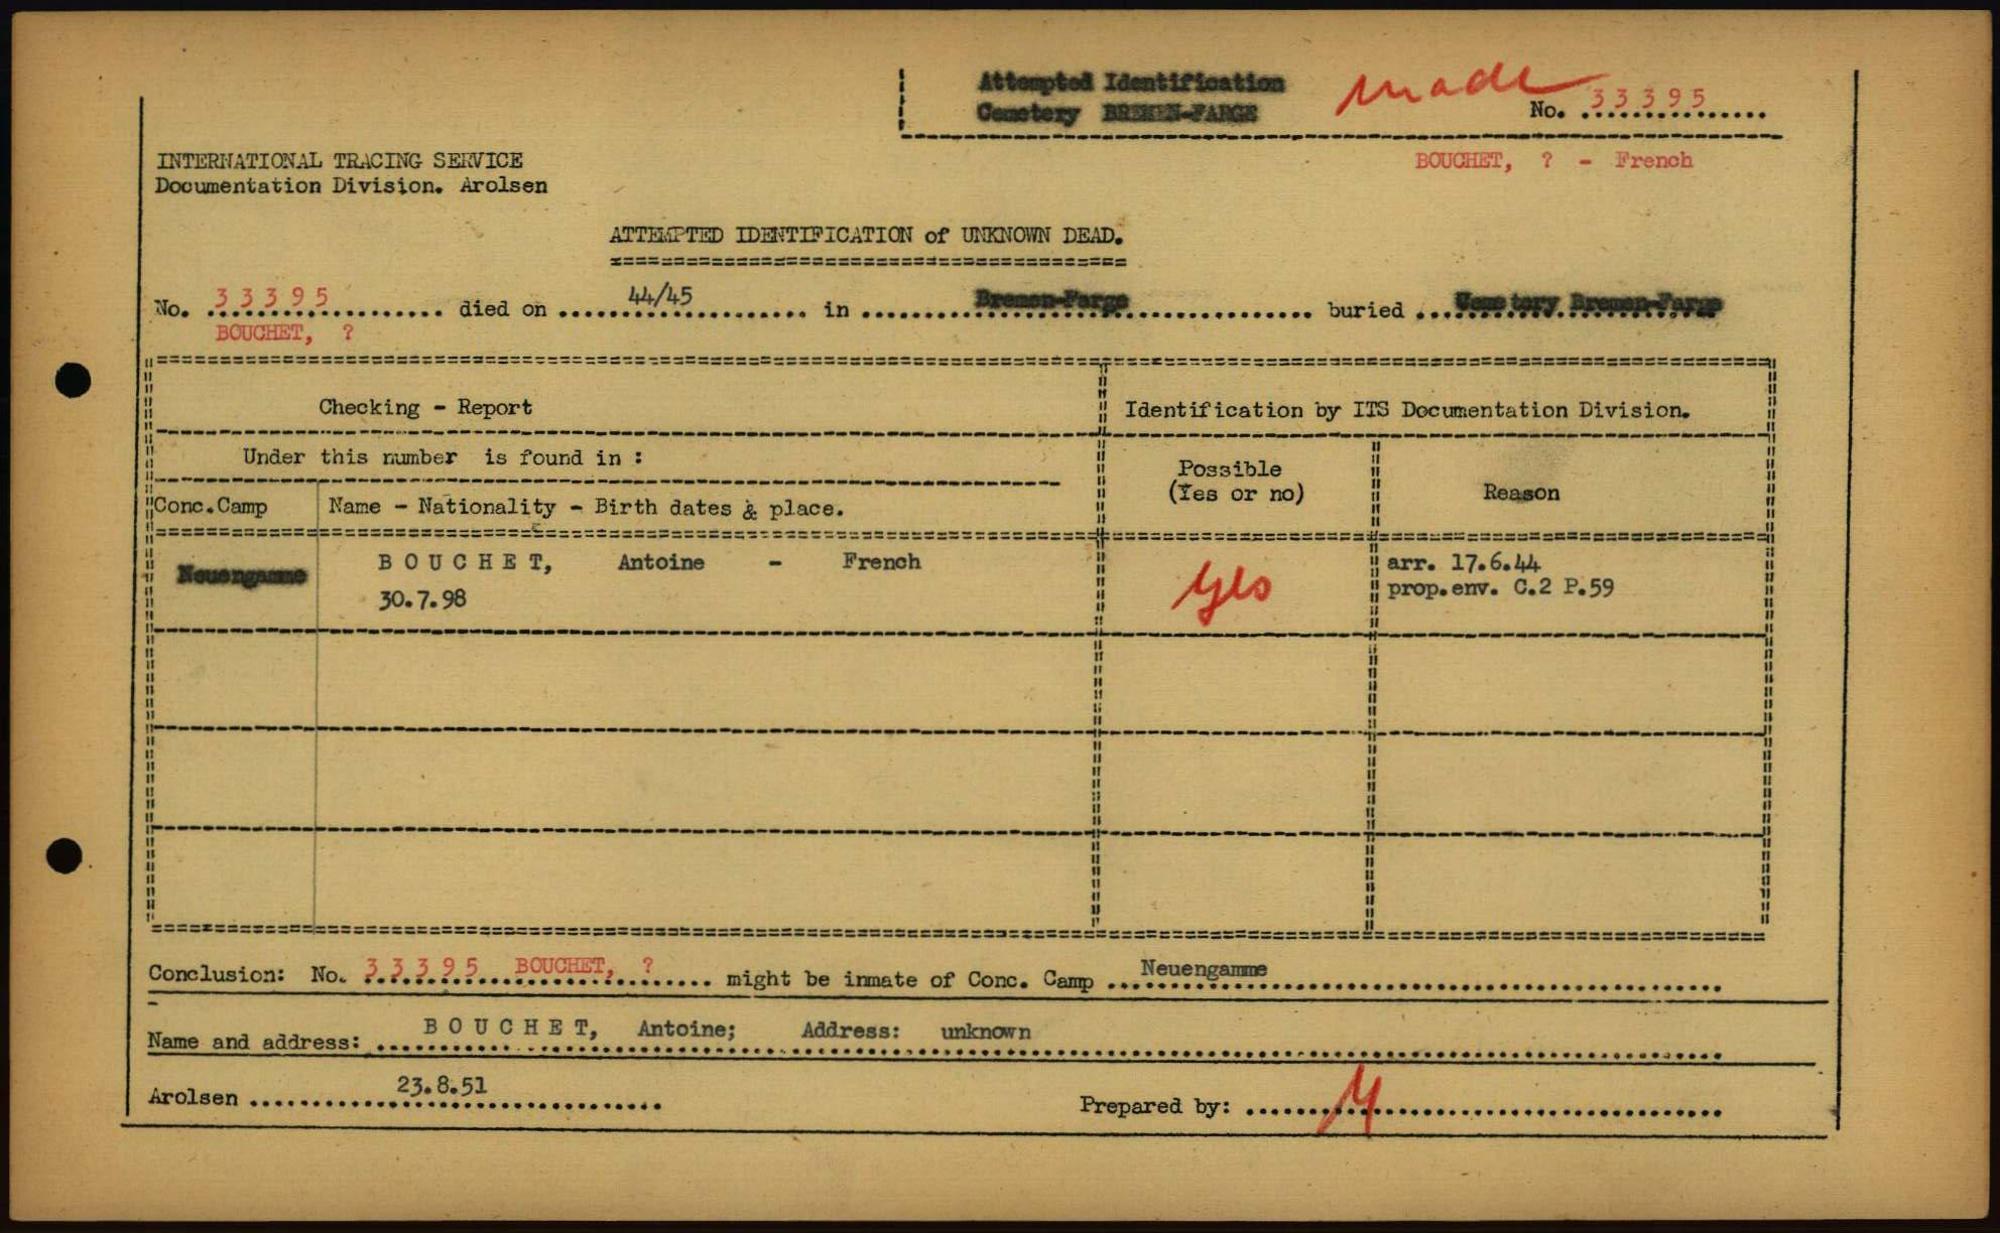 Attempted Identification
Cemetery BREMEN-FARGE
made
No. 33395
BOUCHET, ? - French
INTERNATIONAL TRACING SERVICE
Documentation Division. Arolsen
ATTEMPTED IDENTIFICATION of UNKNOWN DEAD.
No. 33395 died on 44/45 in Bremen-Farge buried Cemetery Bremen-Farge
BOUCHET, ?
Checking - Report
Identification by ITS Documentation Division.
Under this number is found in :
Possible
(Yes or no)
Reason
Conc.Camp Name - Nationality - Birth dates & place.
Neuengamme B O U C H E T, Antoine - French
30.7.98
yes
arr. 17.6.44
prop.env. C.2 P.59
Conclusion: No. 33395 BOUCHET, ? might be inmate of Conc. Camp Neuengamme
Name and address: B O U C H E T, Antoine; Address: unknown
Arolsen 23.8.51
Prepared by: